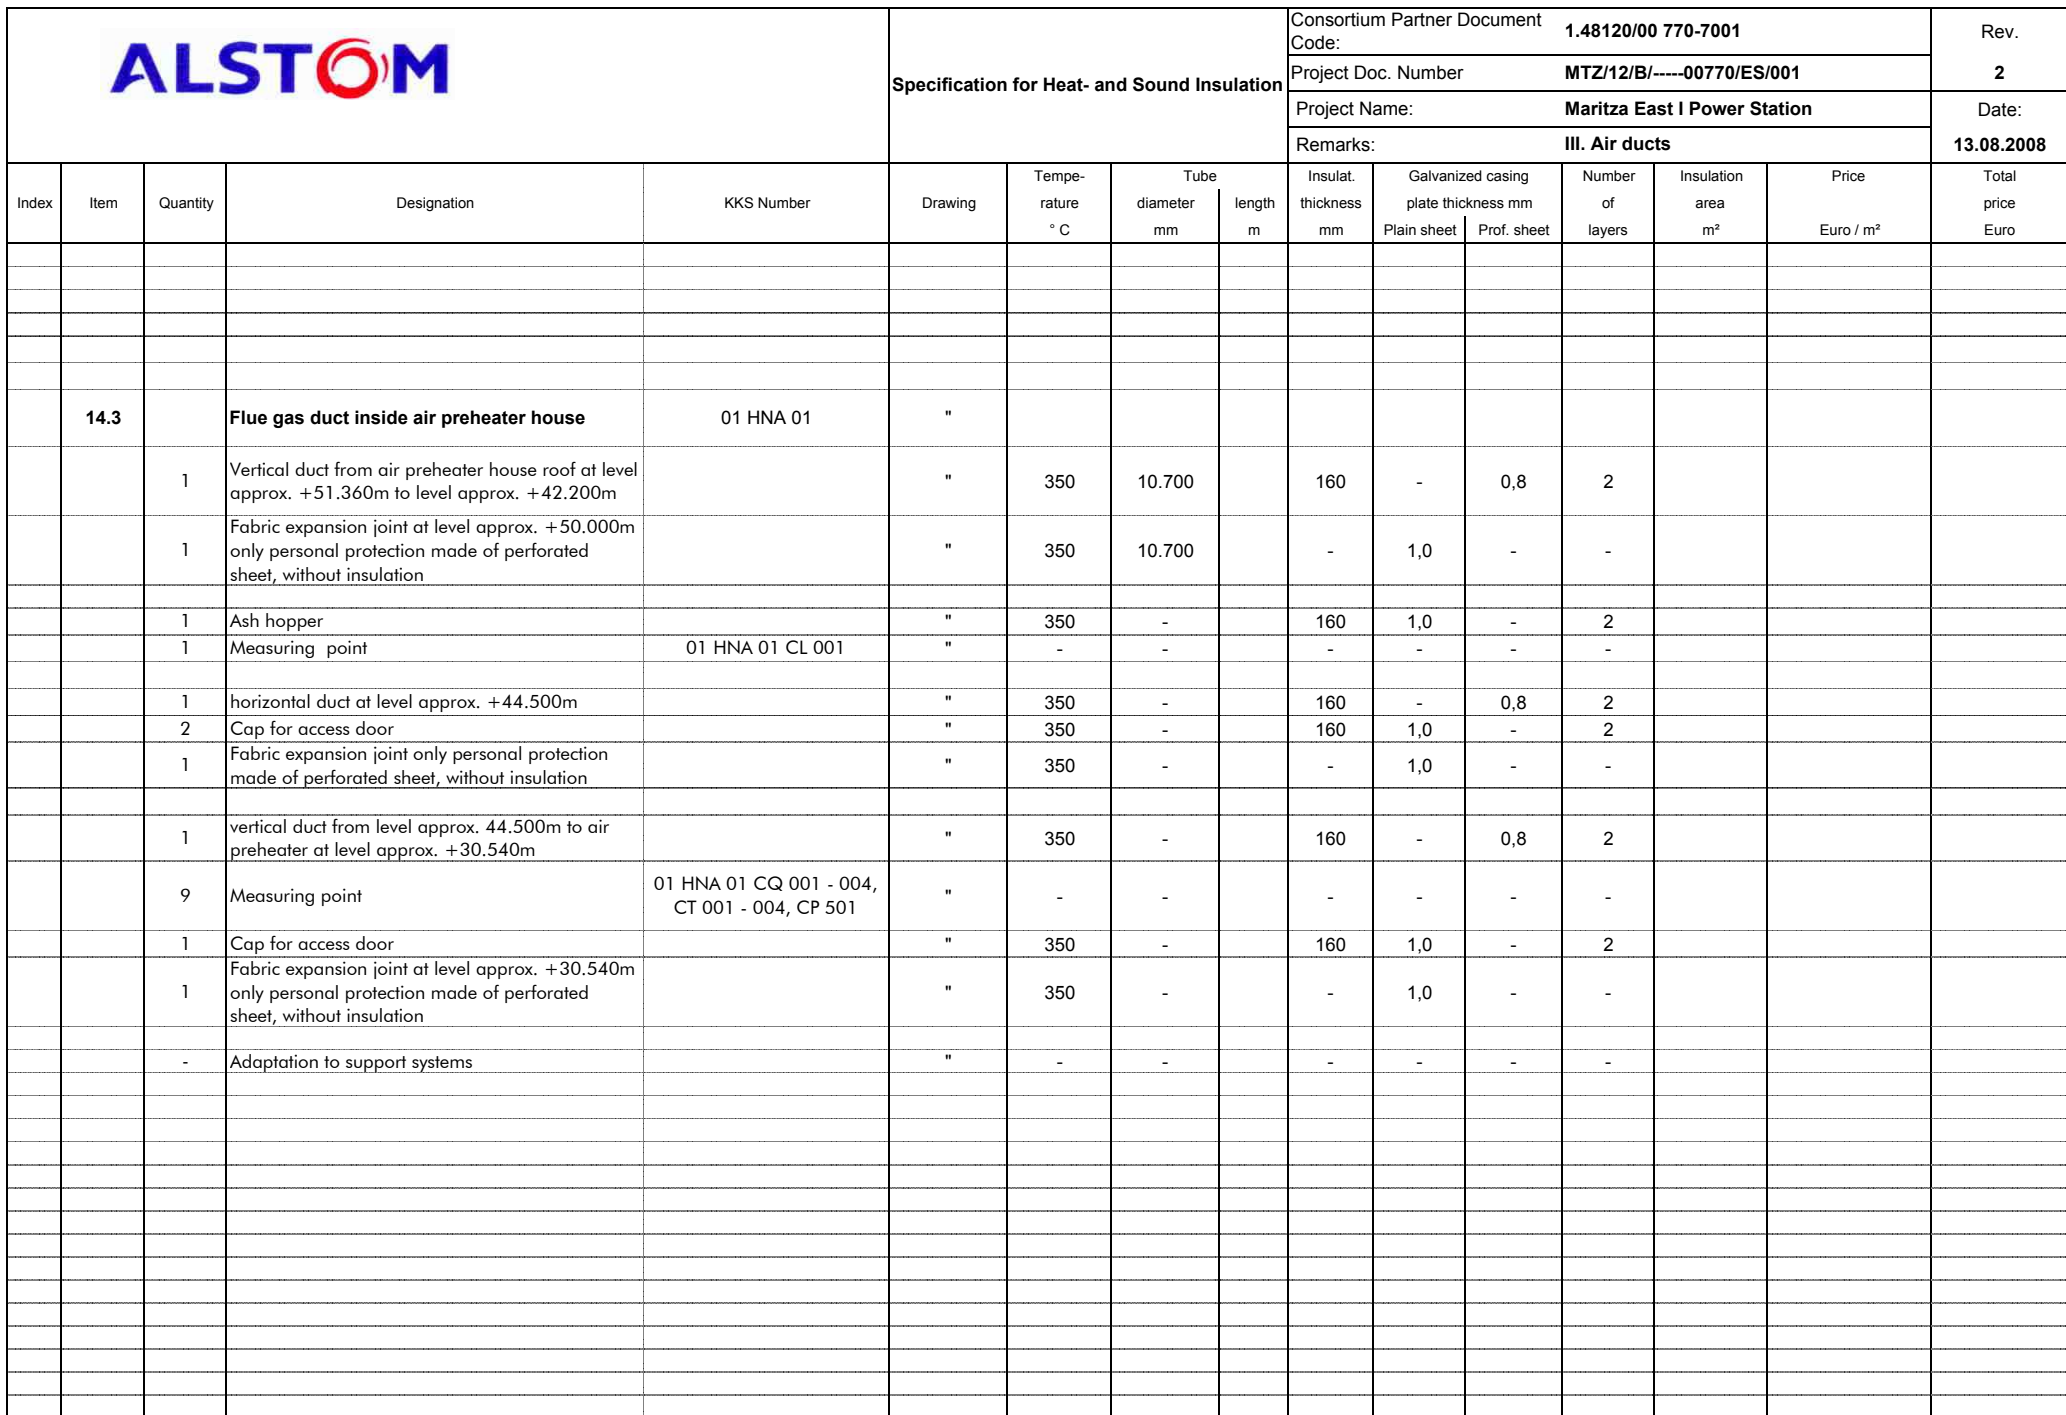 ALSTOM
Specification for Heat- and Sound Insulation
Consortium Partner Document
Code:
1.48120/00 770-7001
Rev.
Project Doc. Number MTZ/12/B/-----00770/ES/001 2
Project Name: Maritza East I Power Station Date:
Remarks: III. Air ducts 13.08.2008
Index Item Quantity Designation KKS Number Drawing Tempe- Tube Insulat. Galvanized casing Number Insulation Price Total
rature diameter length thickness plate thickness mm of area price
° C mm m mm Plain sheet Prof. sheet layers m² Euro / m² Euro
14.3 Flue gas duct inside air preheater house 01 HNA 01 "
1 Vertical duct from air preheater house roof at level
approx. +51.360m to level approx. +42.200m
" 350 10.700 160 - 0,8 2
Fabric expansion joint at level approx. +50.000m
1 only personal protection made of perforated " 350 10.700 - 1,0 - -
sheet, without insulation
1 Ash hopper " 350 - 160 1,0 - 2
1 Measuring point 01 HNA 01 CL 001 " - - - - - -
1 horizontal duct at level approx. +44.500m " 350 - 160 - 0,8 2
2 Cap for access door " 350 - 160 1,0 - 2
1 Fabric expansion joint only personal protection
made of perforated sheet, without insulation
" 350 - - 1,0 - -
1 vertical duct from level approx. 44.500m to air
preheater at level approx. +30.540m
" 350 - 160 - 0,8 2
9 Measuring point 01 HNA 01 CQ 001 - 004,
CT 001 - 004, CP 501
" - - - - - -
1 Cap for access door " 350 - 160 1,0 - 2
Fabric expansion joint at level approx. +30.540m
1 only personal protection made of perforated " 350 - - 1,0 - -
sheet, without insulation
- Adaptation to support systems " - - - - - -